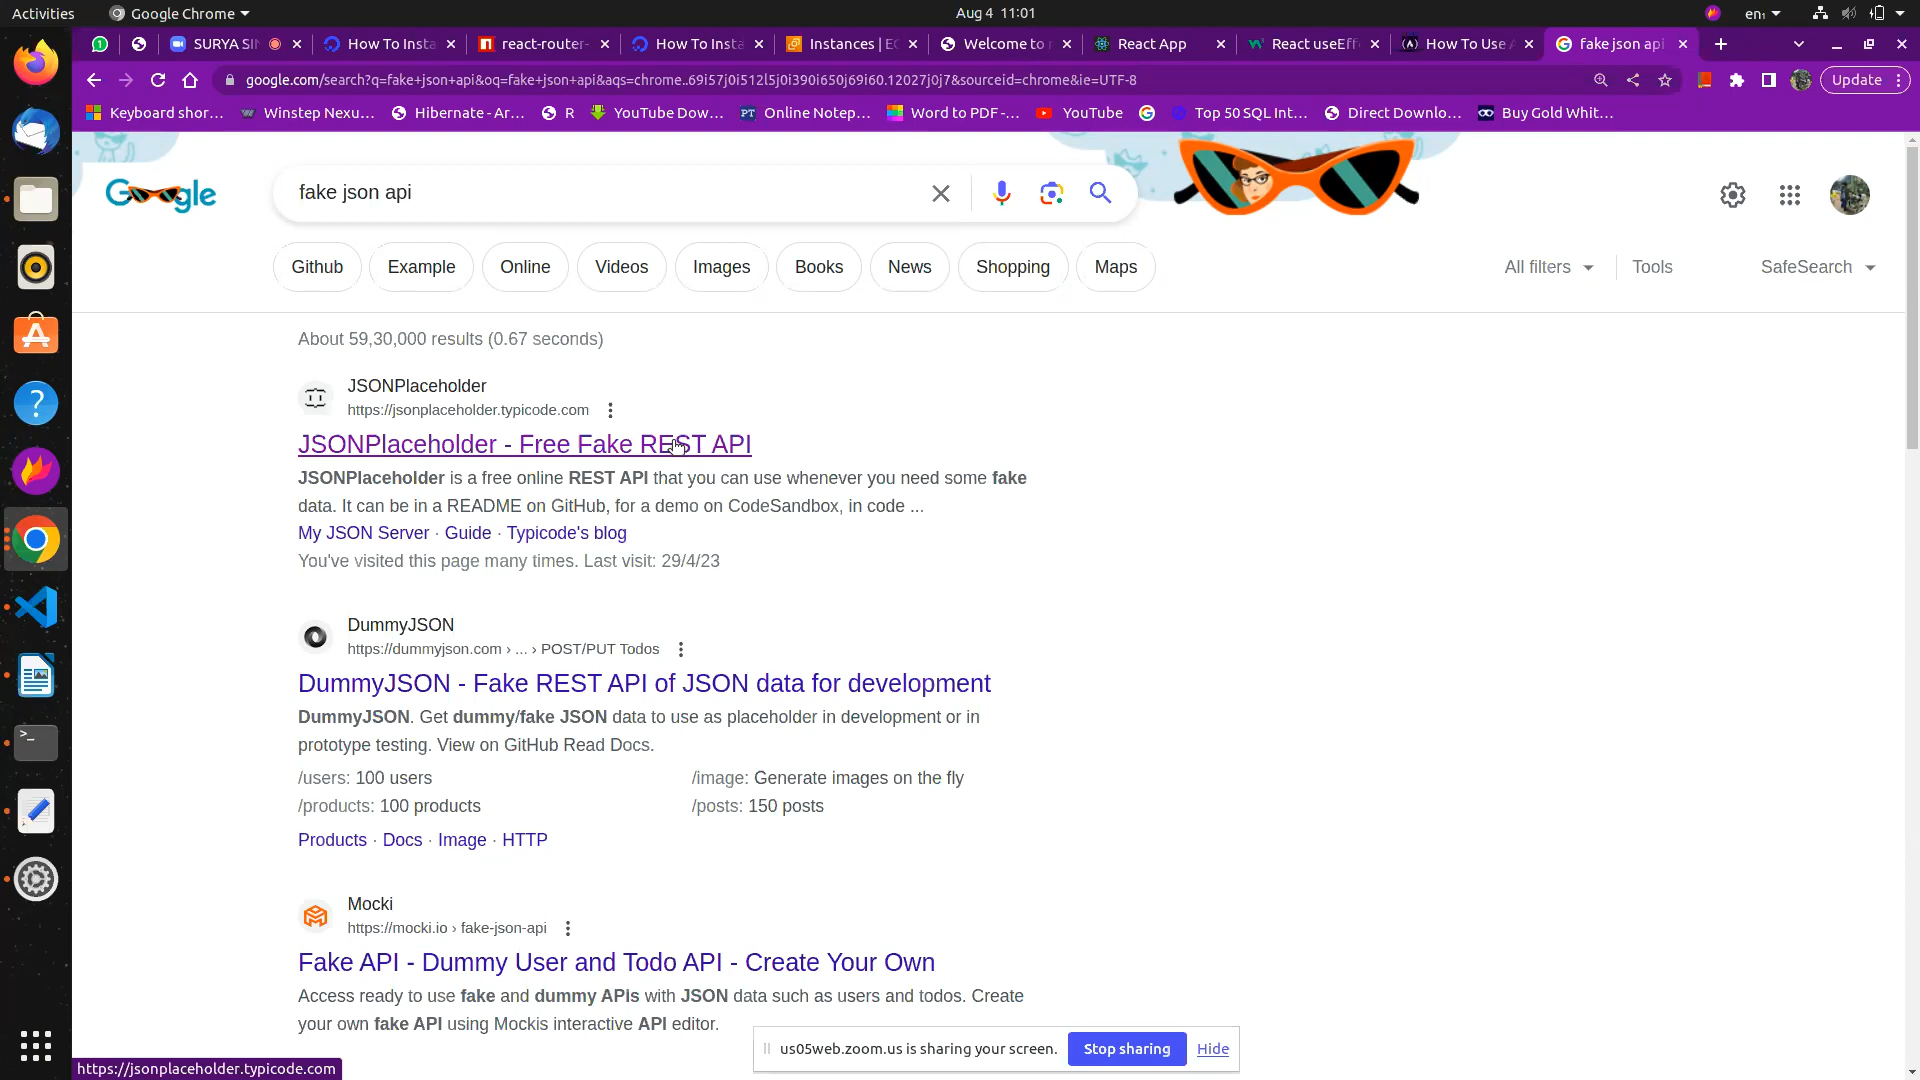 Activities
Google Chrome
Aug 4 11:01
en₁
SURYA SI
How To Insta
react-router-
How To Insta
Instances | EC
Welcome to r
React App
React useEff
How To Use A
fake json api
google.com/search?q=fake+json+api&oq=fake+json+api&aqs=chrome..69i57j0i512l5j0i390i650j69i60.12027j0j7&sourceid=chrome&ie=UTF-8
Update
Keyboard shor...
Winstep Nexu...
Hibernate - Ar...
R
YouTube Dow...
Online Notep...
Word to PDF -...
YouTube
Top 50 SQL Int...
Direct Downlo...
Buy Gold Whit...
Google
fake json api
Github
Example
Online
Videos
Images
Books
News
Shopping
Maps
All filters
Tools
SafeSearch
About 59,30,000 results (0.67 seconds)
JSONPlaceholder
https://jsonplaceholder.typicode.com
JSONPlaceholder - Free Fake REST API
JSONPlaceholder is a free online REST API that you can use whenever you need some fake
data. It can be in a README on GitHub, for a demo on CodeSandbox, in code ...
My JSON Server · Guide · Typicode's blog
You've visited this page many times. Last visit: 29/4/23
DummyJSON
https://dummyjson.com › ... › POST/PUT Todos
DummyJSON - Fake REST API of JSON data for development
DummyJSON. Get dummy/fake JSON data to use as placeholder in development or in
prototype testing. View on GitHub Read Docs.
/users: 100 users
/image: Generate images on the fly
/products: 100 products
/posts: 150 posts
Products · Docs · Image · HTTP
Mocki
https://mocki.io › fake-json-api
Fake API - Dummy User and Todo API - Create Your Own
Access ready to use fake and dummy APIs with JSON data such as users and todos. Create
your own fake API using Mockis interactive API editor.
us05web.zoom.us is sharing your screen.
Stop sharing
Hide
https://jsonplaceholder.typicode.com